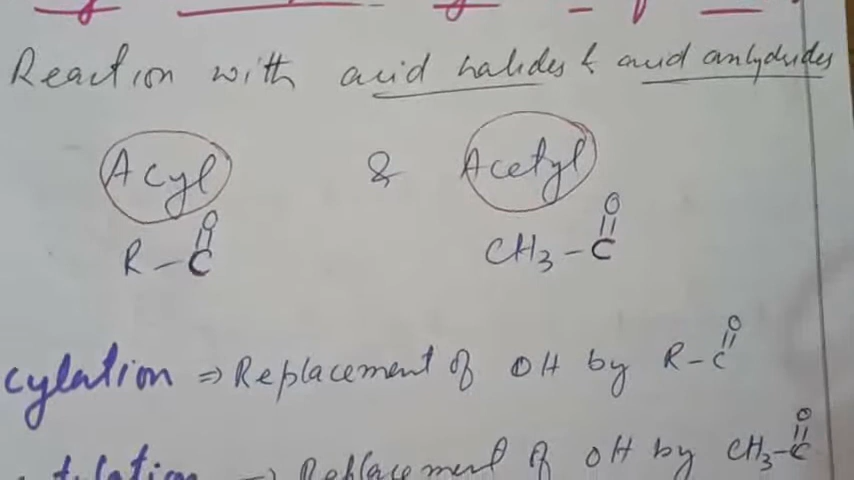 Reaction with acid halides & acid anhydrides
Acyl & Acetyl
O O
|| ||
R-C CH3-C
O
||
cylation ⇒ Replacement of OH by R-C
O
||
tylation ⇒ Replacement of OH by CH3-C